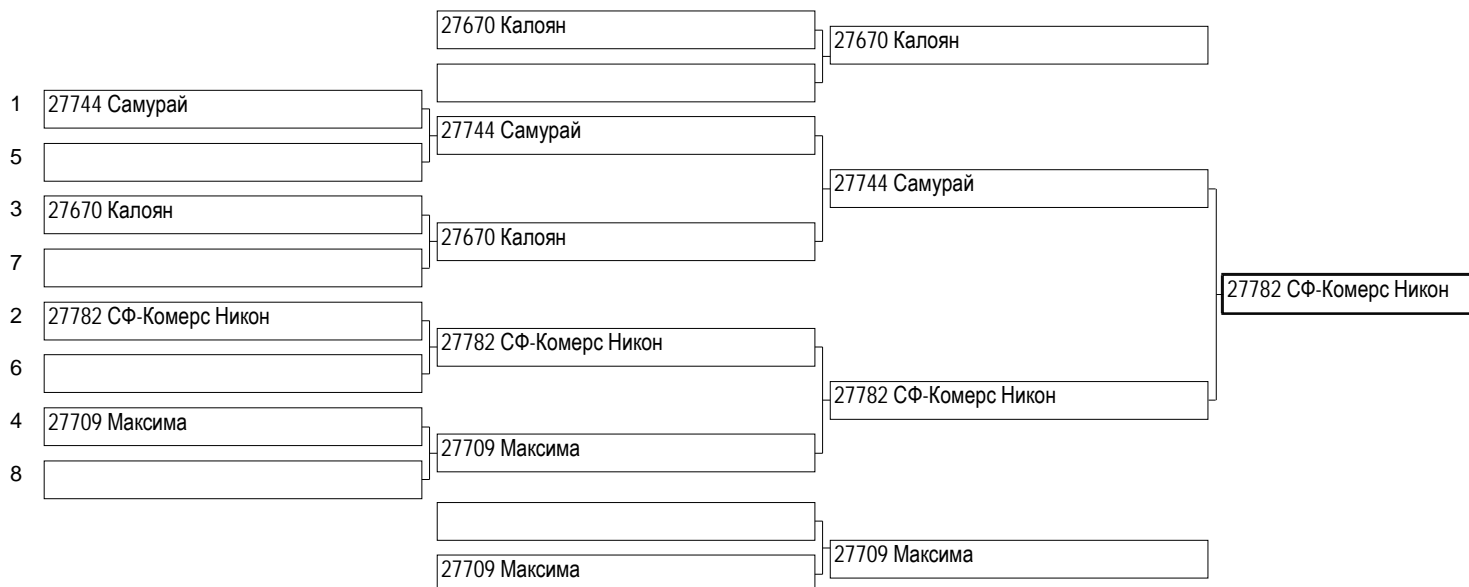 27670 Калоян
27670 Калоян
1 27744 Самурай
27744 Самурай
5
27744 Самурай
3 27670 Калоян
27670 Калоян
7
27782 СФ-Комерс Никон
2 27782 СФ-Комерс Никон
27782 СФ-Комерс Никон
6
27782 СФ-Комерс Никон
4 27709 Максима
27709 Максима
8
27709 Максима
27709 Максима